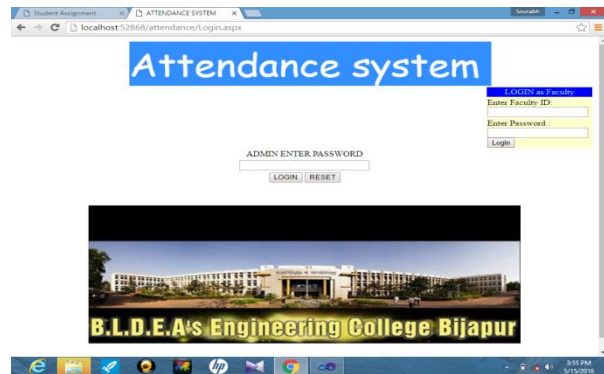 Student Assignment
ATTENDANCE SYSTEM
Sourabh
localhost:52868/attendance/Login.aspx
Attendance system
LOGIN as Faculty
Enter Faculty ID:
Enter Password :
Login
ADMIN ENTER PASSWORD
LOGIN RESET
B.L.D.E.A's Engineering College Bijapur
hp
3:55 PM
5/15/2016